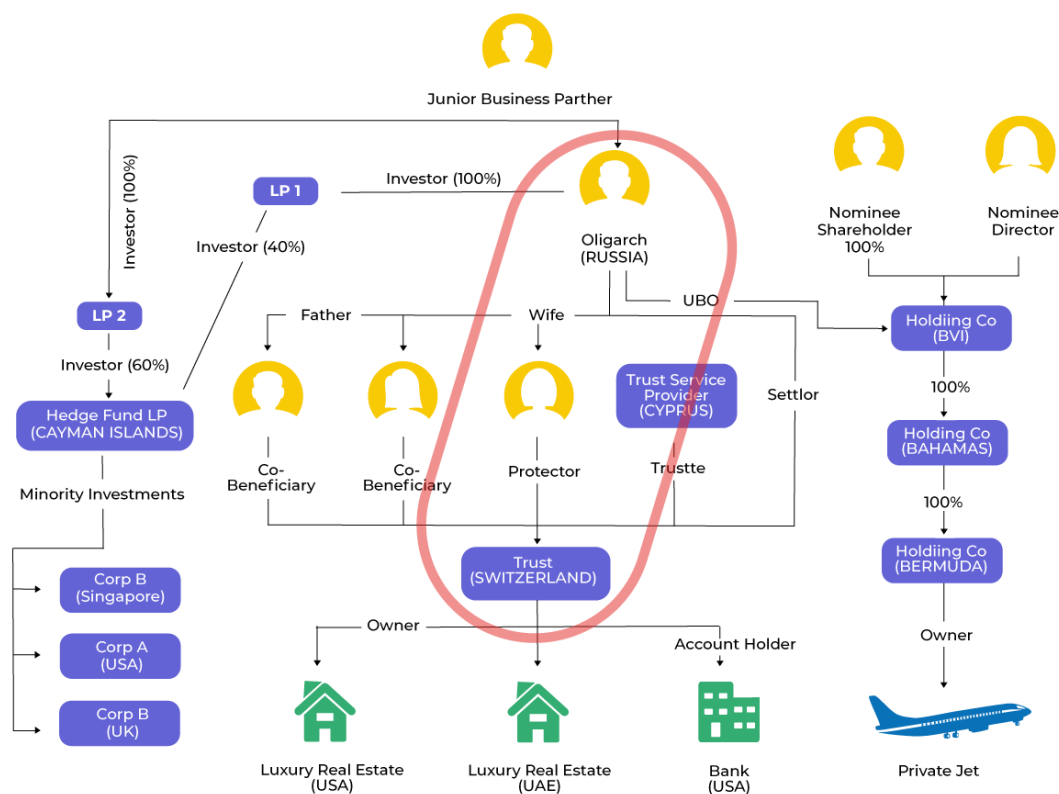 Junior Business Parther
Investor (100%)
LP 1
Investor (100%)
Investor (40%)
Oligarch
(RUSSIA)
Nominee
Shareholder
100%
Nominee
Director
LP 2
Father
Wife
UBO
Holdiing Co
(BVI)
Investor (60%)
Trust Service
Provider
(CYPRUS)
Settlor
100%
Hedge Fund LP
(CAYMAN ISLANDS)
Holding Co
(BAHAMAS)
Co-
Beneficiary
Co-
Beneficiary
Protector
Trustte
Minority Investments
100%
Trust
(SWITZERLAND)
Holdiing Co
(BERMUDA)
Corp B
(Singapore)
Owner
Account Holder
Owner
Corp A
(USA)
Corp B
(UK)
Luxury Real Estate
(USA)
Luxury Real Estate
(UAE)
Bank
(USA)
Private Jet